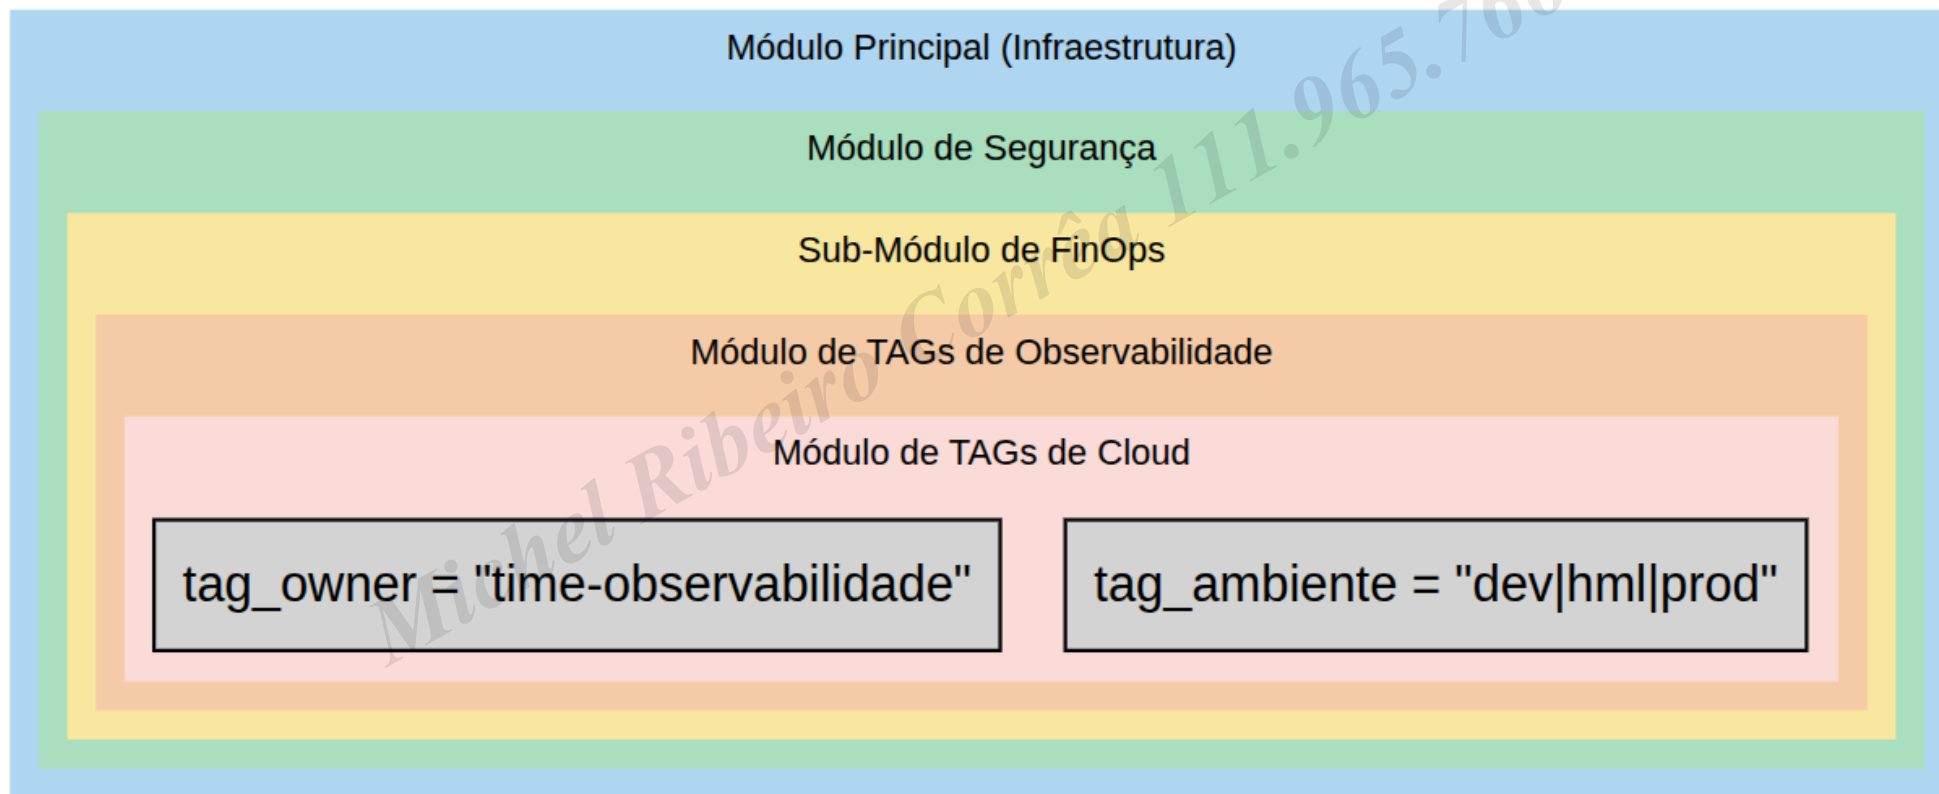 Módulo Principal (Infraestrutura)
Módulo de Segurança
Sub-Módulo de FinOps
Módulo de TAGs de Observabilidade
Módulo de TAGs de Cloud
tag_owner = "time-observabilidade"
tag_ambiente = "dev|hml|prod"
Michel Ribeiro Corrêa 111.965.